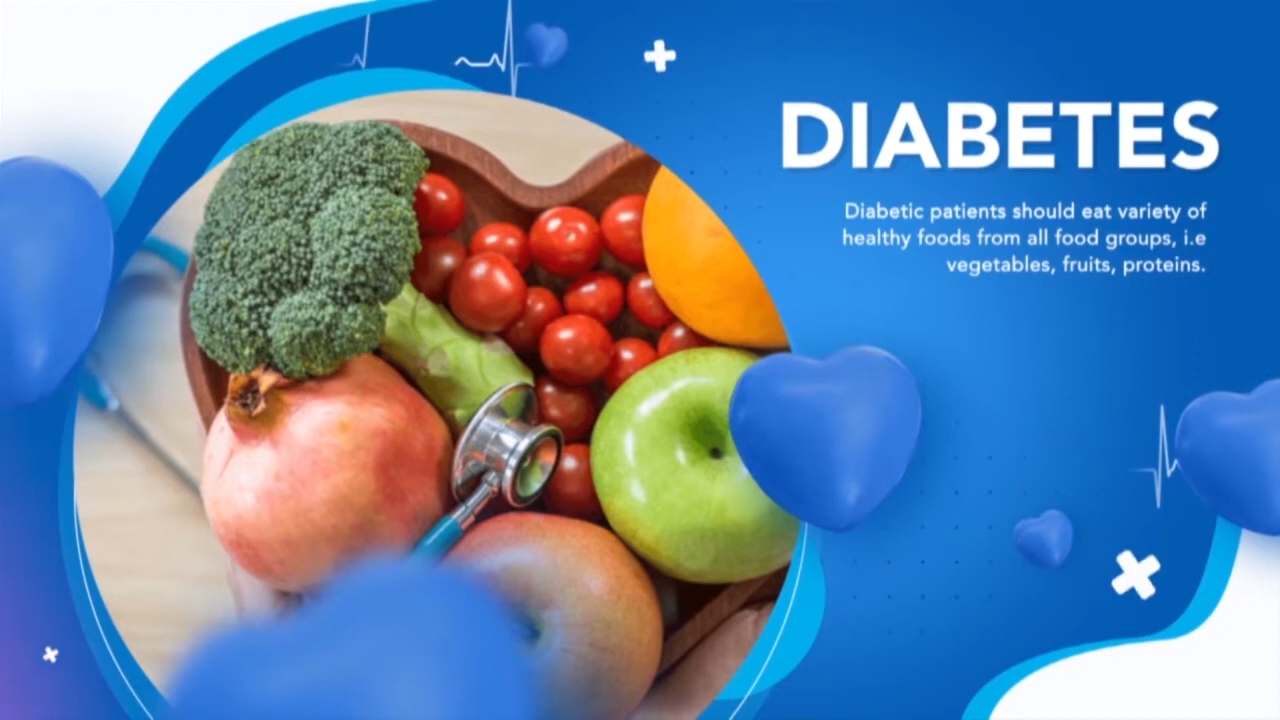 DIABETES
Diabetic patients should eat variety of
healthy foods from all food groups, i.e
vegetables, fruits, proteins.